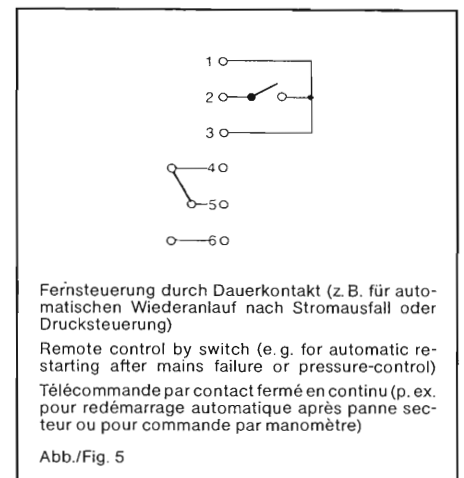 1
2
3
4
5
6
Fernsteuerung durch Dauerkontakt (z. B. für auto-
matischen Wiederanlauf nach Stromausfall oder
Drucksteuerung)
Remote control by switch (e. g. for automatic re-
starting after mains failure or pressure-control)
Télécommande par contact fermé en continu (p. ex.
pour redémarrage automatique après panne sec-
teur ou pour commande par manomètre)
Abb./Fig. 5